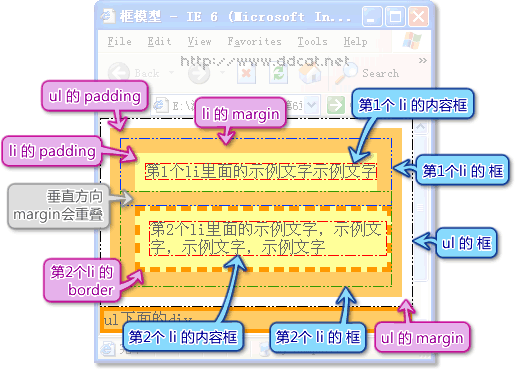 框模型 - IE 6 (Microsoft In...
File Edit View Favorites Tools Help
http://www.ddcat.net
Back
Search
ul 的 padding
li 的 margin
第1个 li 的内容框
li 的 padding
第1个li里面的示例文字示例文字
第1个li 的 框
垂直方向
margin会重叠
第2个li里面的示例文字，示例文
字，示例文字，示例文字
ul 的 框
第2个li 的
border
ul下面的div
第2个 li 的内容框
第2个 li 的 框
ul 的 margin